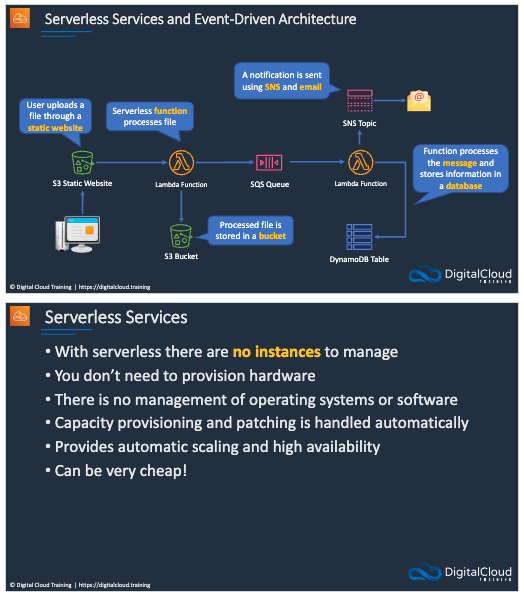 Serverless Services and Event-Driven Architecture
A notification is sent
using SNS and email
User uploads a
file through a
static website
Serverless function
processes file
SNS Topic
Function processes
the message and
stores information in
a database
S3 Static Website
Lambda Function
SQS Queue
Lambda Function
Processed file is
stored in a bucket
S3 Bucket
DynamoDB Table
© Digital Cloud Training | https://digitalcloud.training
DigitalCloud
TRAINING
Serverless Services
• With serverless there are no instances to manage
• You don’t need to provision hardware
• There is no management of operating systems or software
• Capacity provisioning and patching is handled automatically
• Provides automatic scaling and high availability
• Can be very cheap!
© Digital Cloud Training | https://digitalcloud.training
DigitalCloud
TRAINING